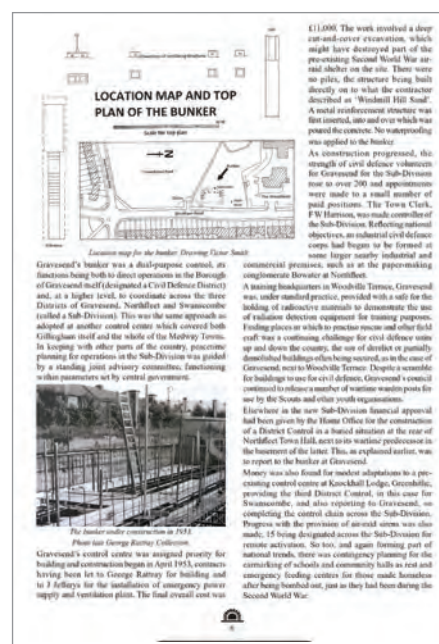 LOCATION MAP AND TOP
PLAN OF THE BUNKER
Scale for top plan
N
Location map for the bunker. Drawing Victor Smith
Gravesend's bunker was a dual-purpose control, its
functions being both to direct operations in the Borough
of Gravesend itself (designated a Civil Defence District)
and, at a higher level, to coordinate across the three
Districts of Gravesend, Northfleet and Swanscombe
(called a Sub-Division). This was the same approach as
adopted at another control center which covered both
Gillingham itself and the whole of the Medway Towns.
In keeping with other parts of the country, peacetime
planning for operations in the Sub-Division was guided
by a standing joint advisory committee, functioning
within parameters set by central government.
The bunker under construction in 1953.
Photo late George Rattray Collection.
Gravesend's control centre was assigned priority for
building and construction began in April 1953, contracts
having been let to George Rattray for building and
to J Jefferys for the installation of emergency power
supply and ventilation plant. The final overall cost was
£11,000. The work involved a deep
cut-and-cover excavation, which
might have destroyed part of the
pre-existing Second World War air-
raid shelter on the site. There were
no piles, the structure being built
directly on to what the contractor
described as 'Windmill Hill Sand'.
A metal reinforcement structure was
first inserted, into and over which was
poured the concrete. No waterproofing
was applied to the bunker.
As construction progressed, the
strength of civil defence volunteers
for Gravesend for the Sub-Division
rose to over 200 and appointments
were made to a small number of
paid positions. The Town Clerk,
F W Harrison, was made controller of
the Sub-Division. Reflecting national
objectives, an industrial civil defence
corps had begun to be formed at
some larger nearby industrial and
commercial premises, such as at the paper-making
conglomerate Bowater at Northfleet.
A training headquarters in Woodville Terrace, Gravesend
was, under standard practice, provided with a safe for the
holding of radioactive materials to demonstrate the use
of radiation detection equipment for training purposes.
Finding places in which to practise rescue and other field
craft was a continuing challenge for civil defence units
up and down the country, the use of derelict or partially
demolished buildings often being secured, as in the case of
Gravesend, next to Woodville Terrace. Despite a scramble
for buildings to use for civil defence, Gravesend's council
continued to release a number of wartime warden posts for
use by the Scouts and other youth organisations.
Elsewhere in the new Sub-Division financial approval
had been given by the Home Office for the construction
of a District Control in a buried situation at the rear of
Northfleet Town Hall, next to its wartime predecessor in
the basement of the latter. This, as explained earlier, was
to report to the bunker at Gravesend.
Money was also found for modest adaptations to a pre-
existing control centre at Knockhall Lodge, Greenhithe,
providing the third District Control, in this case for
Swanscombe, and also reporting to Gravesend, so
completing the control chain across the Sub-Division.
Progress with the provision of air-raid sirens was also
made, 15 being designated across the Sub-Division for
remote activation. So too, and again forming part of
national trends, there was contingency planning for the
earmarking of schools and community halls as rest and
emergency feeding centres for those made homeless
after being bombed out, just as they had been during the
Second World War.